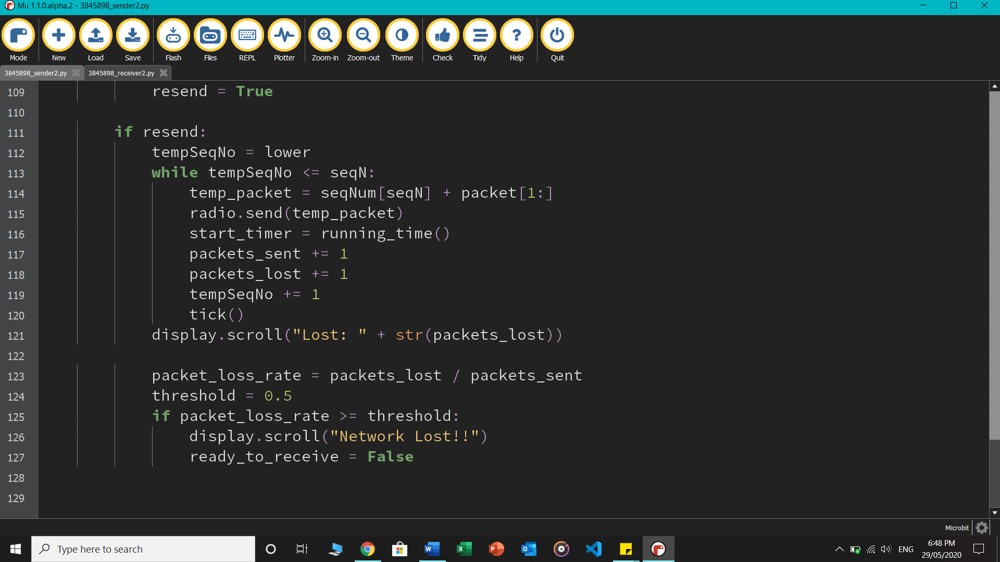 Mu 1.1.0.alpha.2 - 3845898_sender2.py
Mode New Load Save Flash Files REPL Plotter Zoom-in Zoom-out Theme Check Tidy Help Quit
3845898_sender2.py 3845898_receiver2.py
109 resend = True
110
111 if resend:
112 tempSeqNo = lower
113 while tempSeqNo <= seqN:
114 temp_packet = seqNum[seqN] + packet[1:]
115 radio.send(temp_packet)
116 start_timer = running_time()
117 packets_sent += 1
118 packets_lost += 1
119 tempSeqNo += 1
120 tick()
121 display.scroll("Lost: " + str(packets_lost))
122
123 packet_loss_rate = packets_lost / packets_sent
124 threshold = 0.5
125 if packet_loss_rate >= threshold:
126 display.scroll("Network Lost!!")
127 ready_to_receive = False
128
129
Microbit
Type here to search
ENG
6:48 PM
29/05/2020